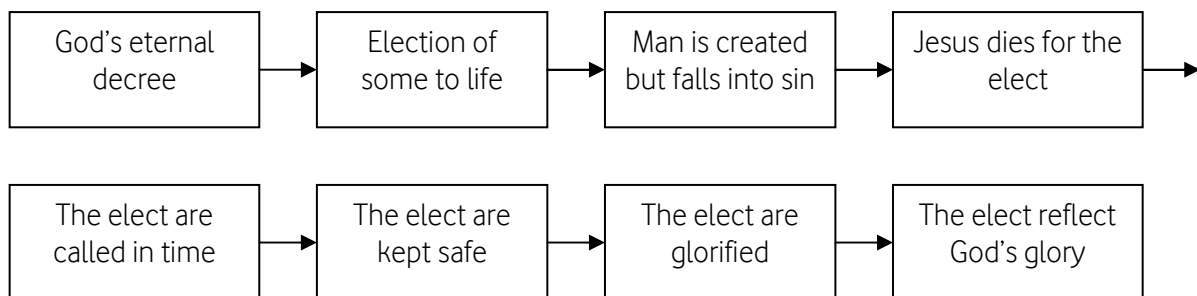 God’s eternal
decree
Election of
some to life
Man is created
but falls into sin
Jesus dies for the
elect
The elect are
called in time
The elect are
kept safe
The elect are
glorified
The elect reflect
God’s glory